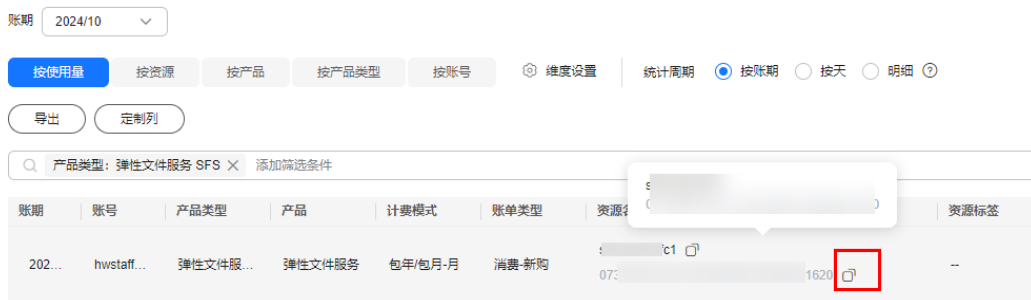 账期 2024/10
按使用量 按资源 按产品 按产品类型 按账号 维度设置 统计周期 按账期 按天 明细
导出 定制列
产品类型：弹性文件服务 SFS 添加筛选条件
账期 账号 产品类型 产品 计费模式 账单类型 资源 资源标签
fc1
202... hwstaff... 弹性文件服... 弹性文件服务 包年/包月-月 消费-新购 --
073 1620